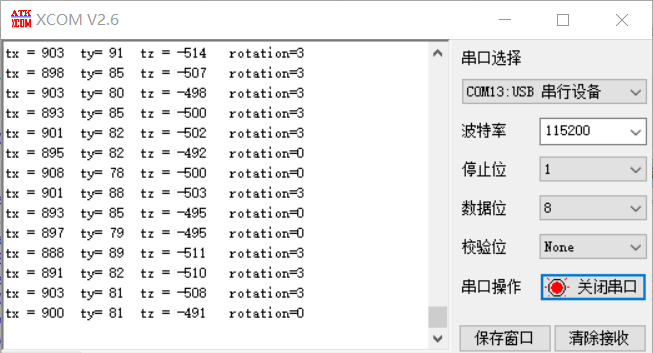 ATK XCOM XCOM V2.6
tx = 903 ty= 91 tz = -514 rotation=3
tx = 898 ty= 85 tz = -507 rotation=3
tx = 903 ty= 80 tz = -498 rotation=3
tx = 893 ty= 85 tz = -500 rotation=3
tx = 901 ty= 82 tz = -502 rotation=3
tx = 895 ty= 82 tz = -492 rotation=0
tx = 908 ty= 78 tz = -500 rotation=0
tx = 901 ty= 88 tz = -503 rotation=3
tx = 893 ty= 85 tz = -495 rotation=0
tx = 897 ty= 79 tz = -495 rotation=0
tx = 888 ty= 89 tz = -511 rotation=3
tx = 891 ty= 82 tz = -510 rotation=3
tx = 903 ty= 81 tz = -508 rotation=3
tx = 900 ty= 81 tz = -491 rotation=0
串口选择
COM13:USB 串行设备
波特率 115200
停止位 1
数据位 8
校验位 None
串口操作 关闭串口
保存窗口 清除接收